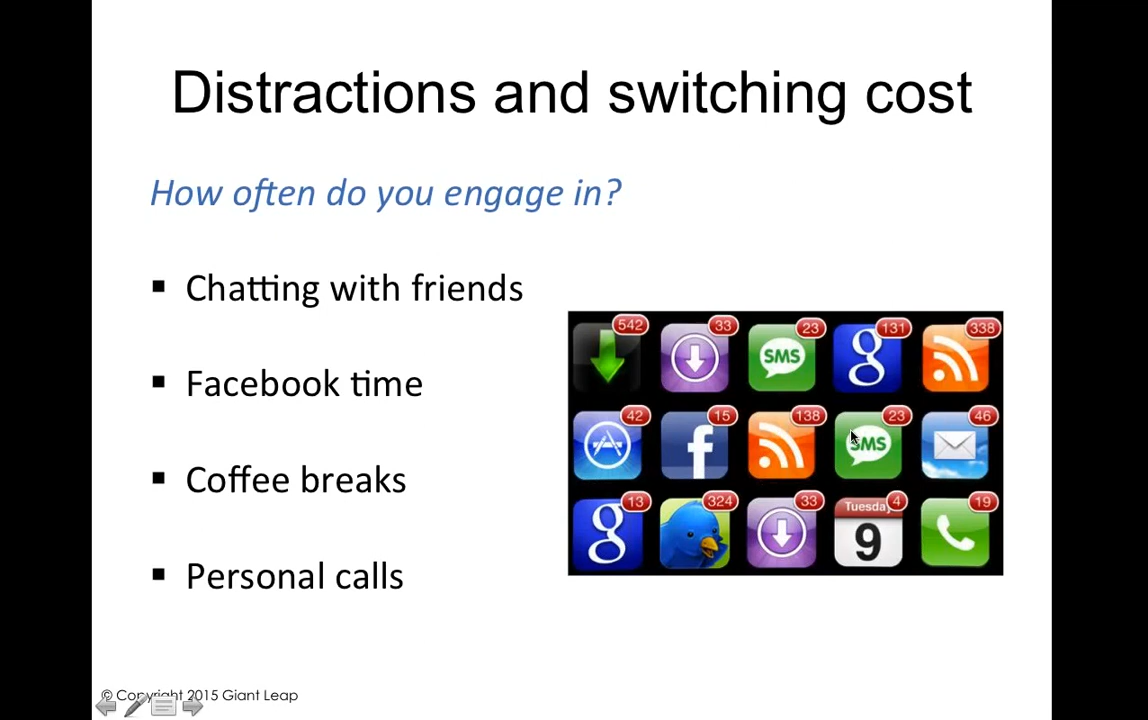 Distractions and switching cost
How often do you engage in?
▪ Chatting with friends
▪ Facebook time
▪ Coffee breaks
▪ Personal calls
542 33 23 131 338
SMS g
42 15 138 23 46
f SMS
13 324 33 4 19
g Tuesday
9
© Copyright 2015 Giant Leap